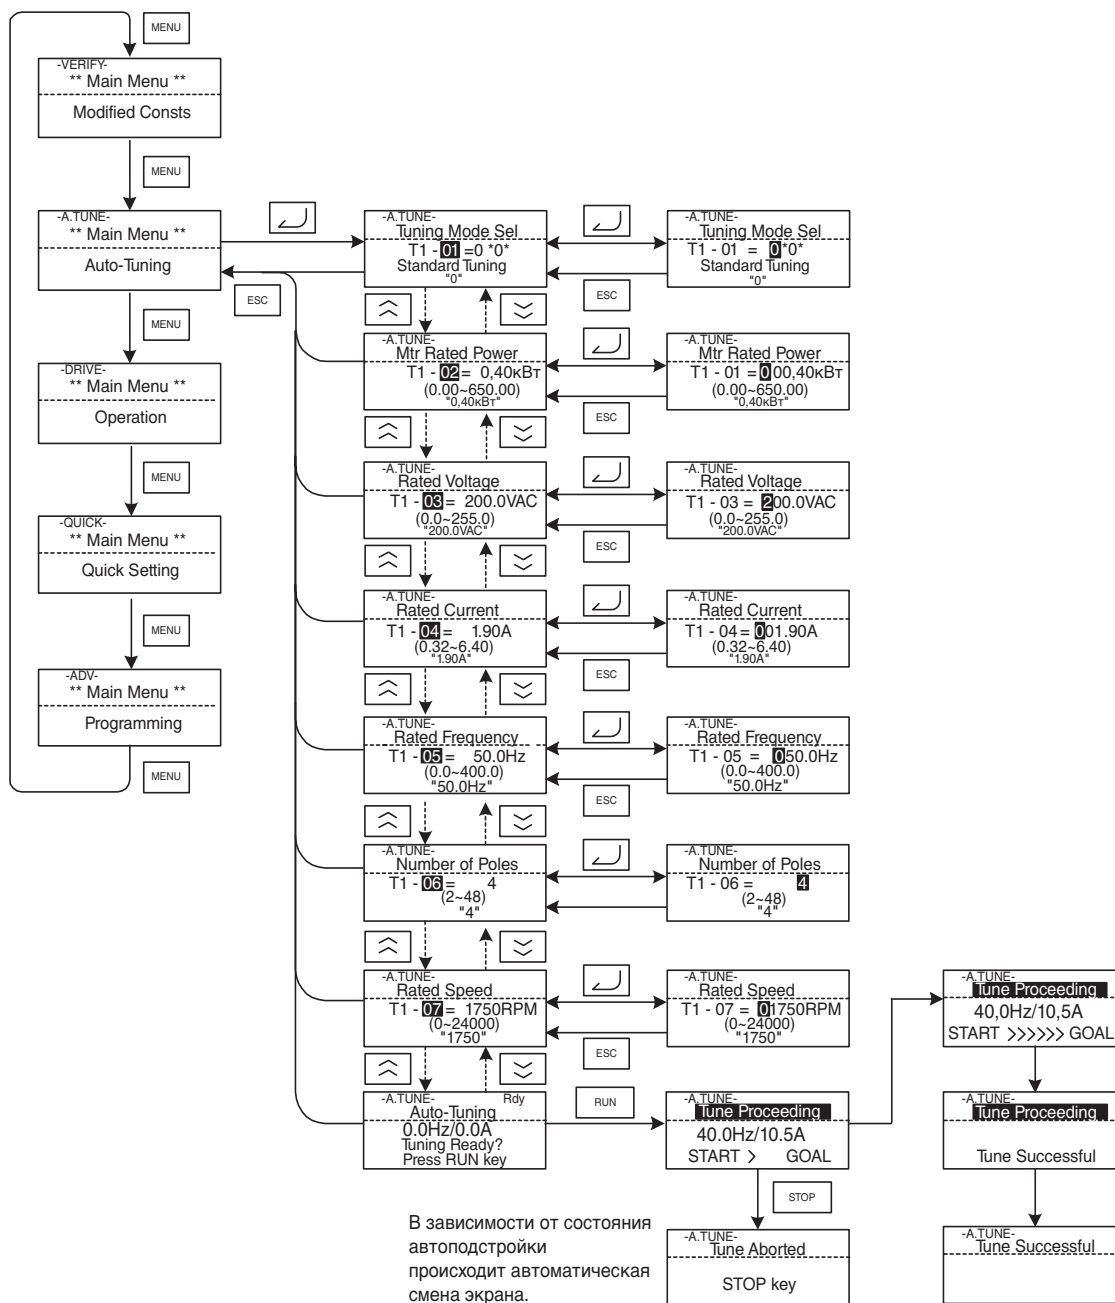 MENU
-VERIFY-
** Main Menu **
Modified Consts
MENU
-A.TUNE-
** Main Menu **
Auto-Tuning
MENU
-DRIVE-
** Main Menu **
Operation
MENU
-QUICK-
** Main Menu **
Quick Setting
MENU
-ADV-
** Main Menu **
Programming
MENU
ESC
-A.TUNE-
Tuning Mode Sel
T1 - 01 =0 *0*
Standard Tuning
"0"
ESC
-A.TUNE-
Tuning Mode Sel
T1 - 01 = 0*0*
Standard Tuning
"0"
-A.TUNE-
Mtr Rated Power
T1 - 02 = 0,40кВт
(0.00~650.00)
"0,40кВт"
ESC
-A.TUNE-
Mtr Rated Power
T1 - 01 = 000,40кВт
(0.00~650.00)
"0,40кВт"
-A.TUNE-
Rated Voltage
T1 - 03 = 200.0VAC
(0.0~255.0)
"200.0VAC"
ESC
-A.TUNE-
Rated Voltage
T1 - 03 = 200.0VAC
(0.0~255.0)
"200.0VAC"
-A.TUNE-
Rated Current
T1 - 04 = 1.90A
(0.32~6.40)
"1.90A"
ESC
-A.TUNE-
Rated Current
T1 - 04 = 001.90A
(0.32~6.40)
"1.90A"
-A.TUNE-
Rated Frequency
T1 - 05 = 50.0Hz
(0.0~400.0)
"50.0Hz"
ESC
-A.TUNE-
Rated Frequency
T1 - 05 = 050.0Hz
(0.0~400.0)
"50.0Hz"
-A.TUNE-
Number of Poles
T1 - 06 = 4
(2~48)
"4"
-A.TUNE-
Number of Poles
T1 - 06 = 4
(2~48)
"4"
-A.TUNE-
Rated Speed
T1 - 07 = 1750RPM
(0~24000)
"1750"
ESC
-A.TUNE-
Rated Speed
T1 - 07 = 01750RPM
(0~24000)
"1750"
-A.TUNE- Rdy
Auto-Tuning
0.0Hz/0.0A
Tuning Ready?
Press RUN key
RUN
-A.TUNE-
Tune Proceeding
40.0Hz/10.5A
START > GOAL
STOP
-A.TUNE-
Tune Aborted
STOP key
-A.TUNE-
Tune Proceeding
40,0Hz/10,5A
START >>>>>> GOAL
-A.TUNE-
Tune Proceeding
Tune Successful
-A.TUNE-
Tune Successful
В зависимости от состояния
автоподстройки
происходит автоматическая
смена экрана.